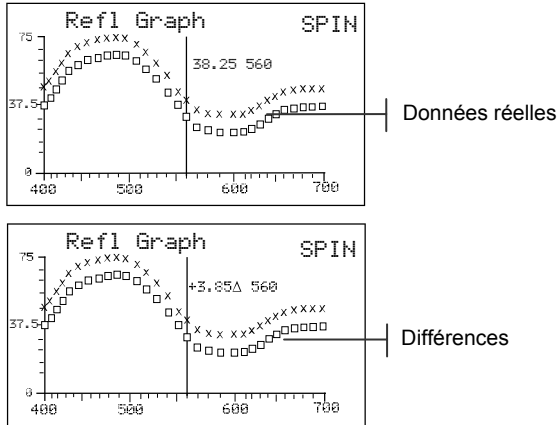 Refl Graph SPIN
75
38.25 560
37.5
Données réelles
0
400 500 600 700
Refl Graph SPIN
75
+3.85Δ 560
37.5
Différences
0
400 500 600 700